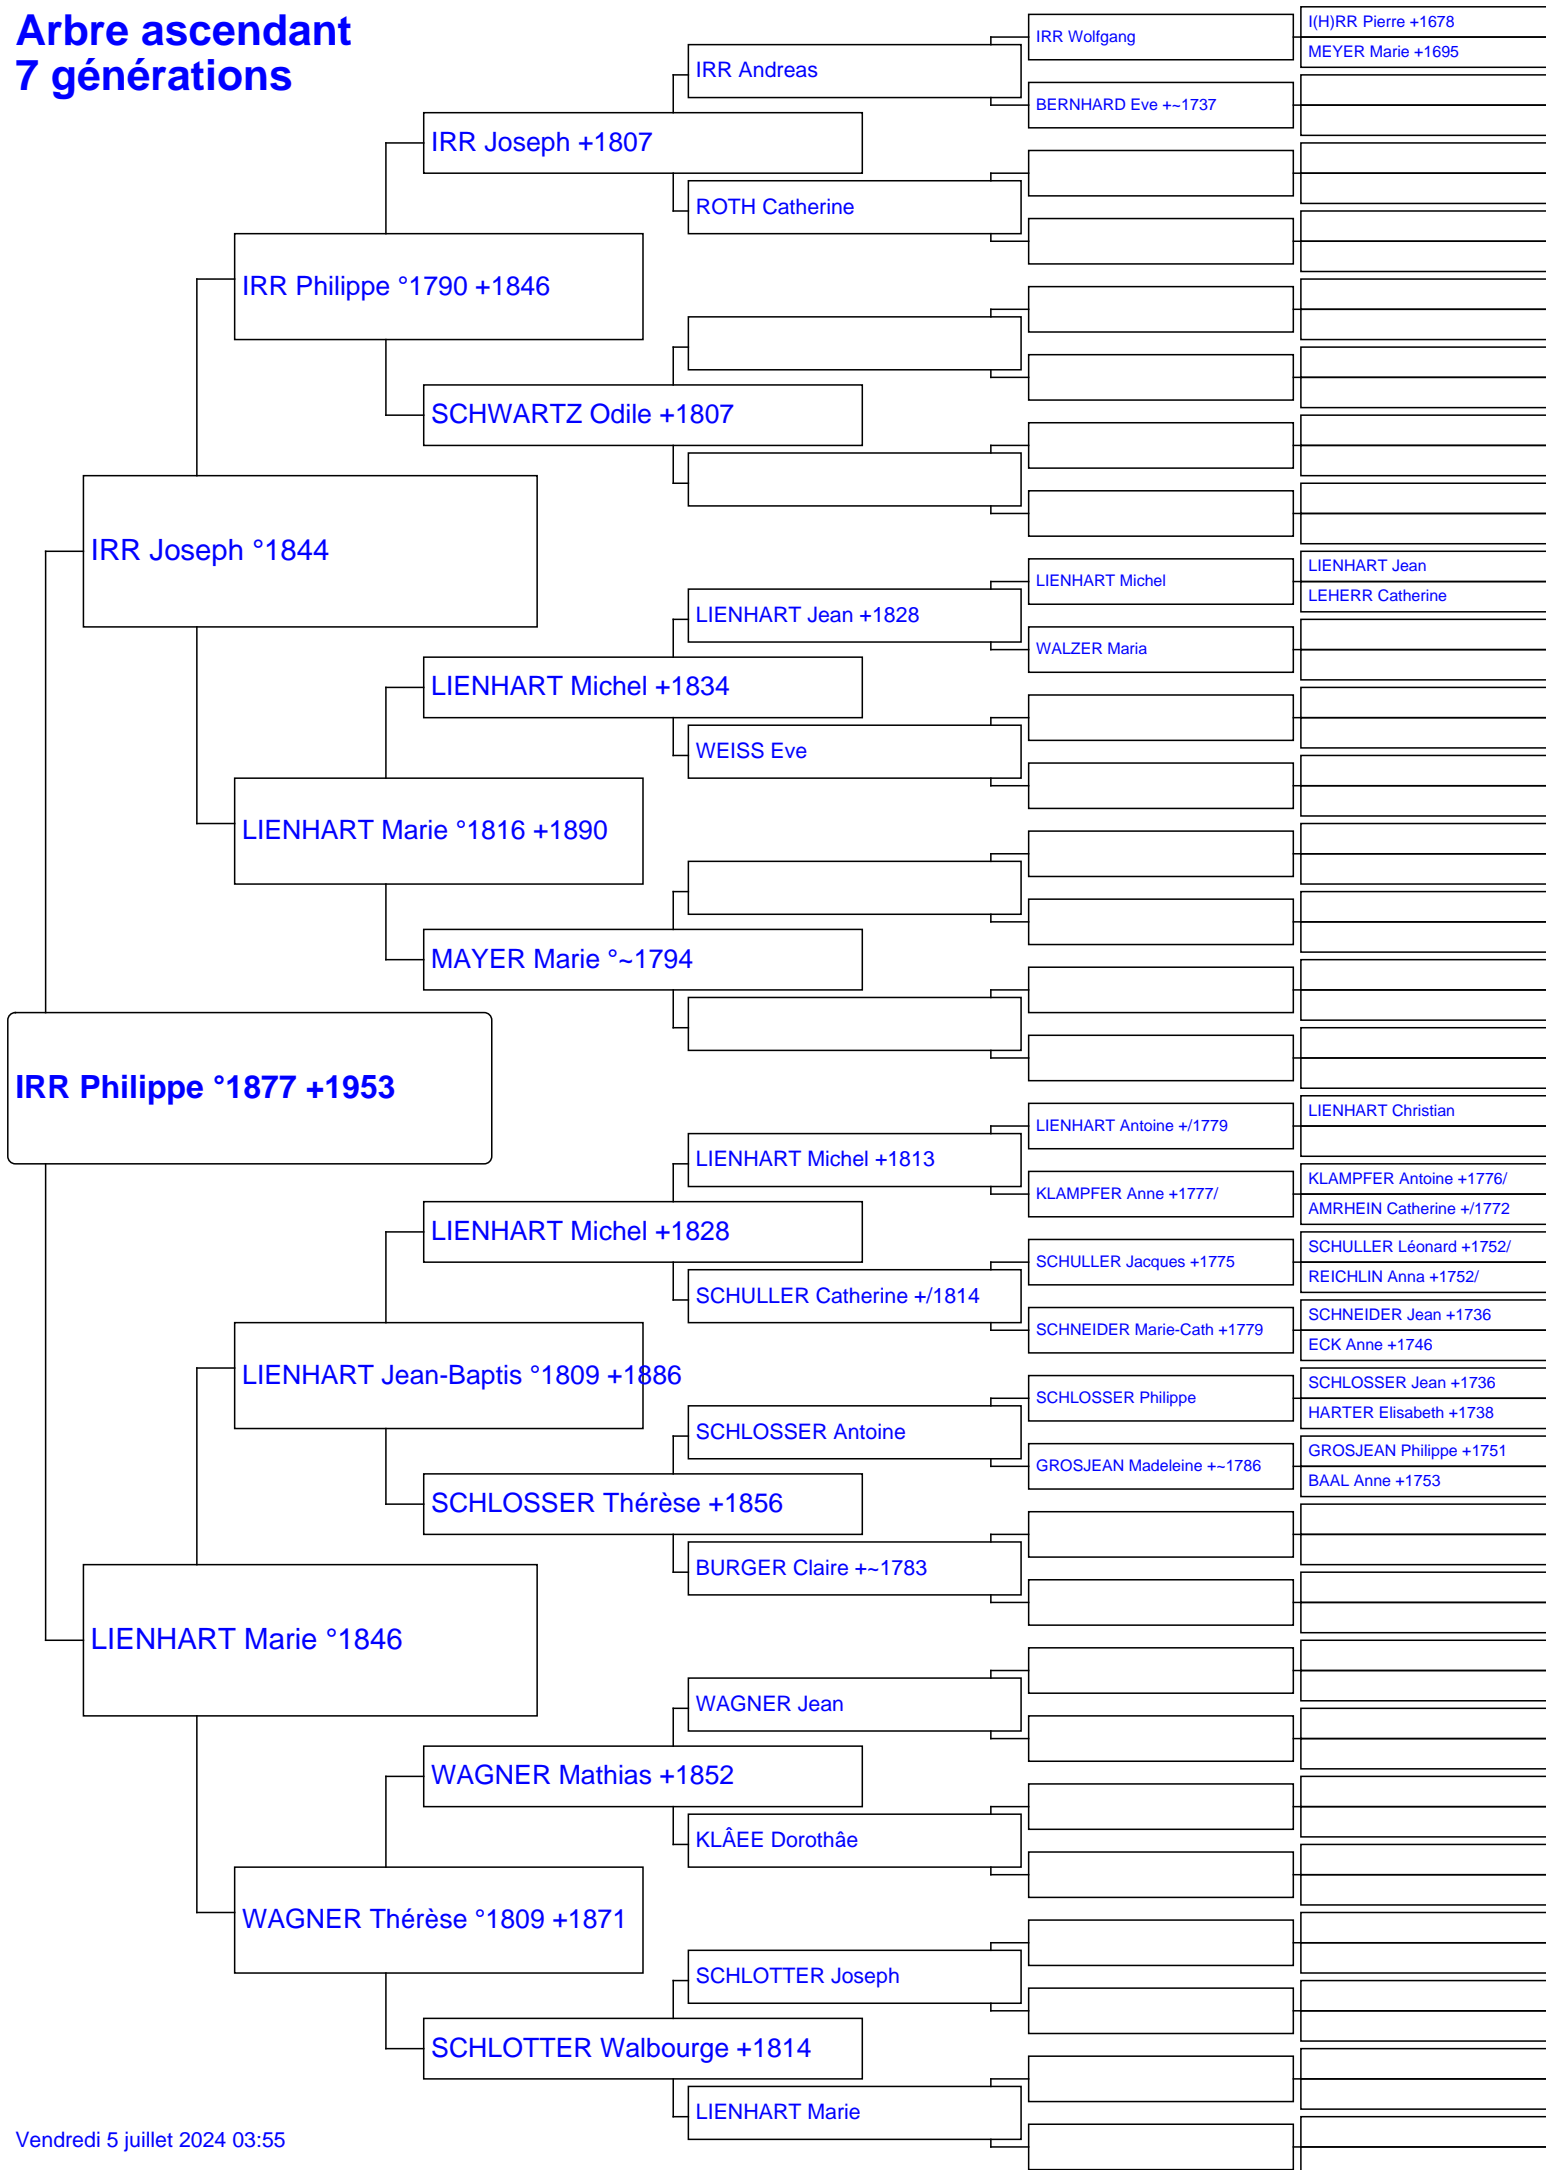 Arbre ascendant
7 générations
IRR Philippe °1877 +1953
IRR Joseph °1844
LIENHART Marie °1846
IRR Philippe °1790 +1846
LIENHART Marie °1816 +1890
LIENHART Jean-Baptis °1809 +1886
WAGNER Thérèse °1809 +1871
IRR Joseph +1807
SCHWARTZ Odile +1807
LIENHART Michel +1834
MAYER Marie °~1794
LIENHART Michel +1828
SCHLOSSER Thérèse +1856
WAGNER Mathias +1852
SCHLOTTER Walbourge +1814
IRR Andreas
ROTH Catherine
LIENHART Jean +1828
WEISS Eve
LIENHART Michel +1813
SCHULLER Catherine +/1814
SCHLOSSER Antoine
BURGER Claire +~1783
WAGNER Jean
KLÂEE Dorothâe
SCHLOTTER Joseph
LIENHART Marie
IRR Wolfgang
BERNHARD Eve +~1737
LIENHART Michel
WALZER Maria
LIENHART Antoine +/1779
KLAMPFER Anne +1777/
SCHULLER Jacques +1775
SCHNEIDER Marie-Cath +1779
SCHLOSSER Philippe
GROSJEAN Madeleine +~1786
I(H)RR Pierre +1678
MEYER Marie +1695
LIENHART Jean
LEHERR Catherine
LIENHART Christian
KLAMPFER Antoine +1776/
AMRHEIN Catherine +/1772
SCHULLER Léonard +1752/
REICHLIN Anna +1752/
SCHNEIDER Jean +1736
ECK Anne +1746
SCHLOSSER Jean +1736
HARTER Elisabeth +1738
GROSJEAN Philippe +1751
BAAL Anne +1753
Vendredi 5 juillet 2024 03:55